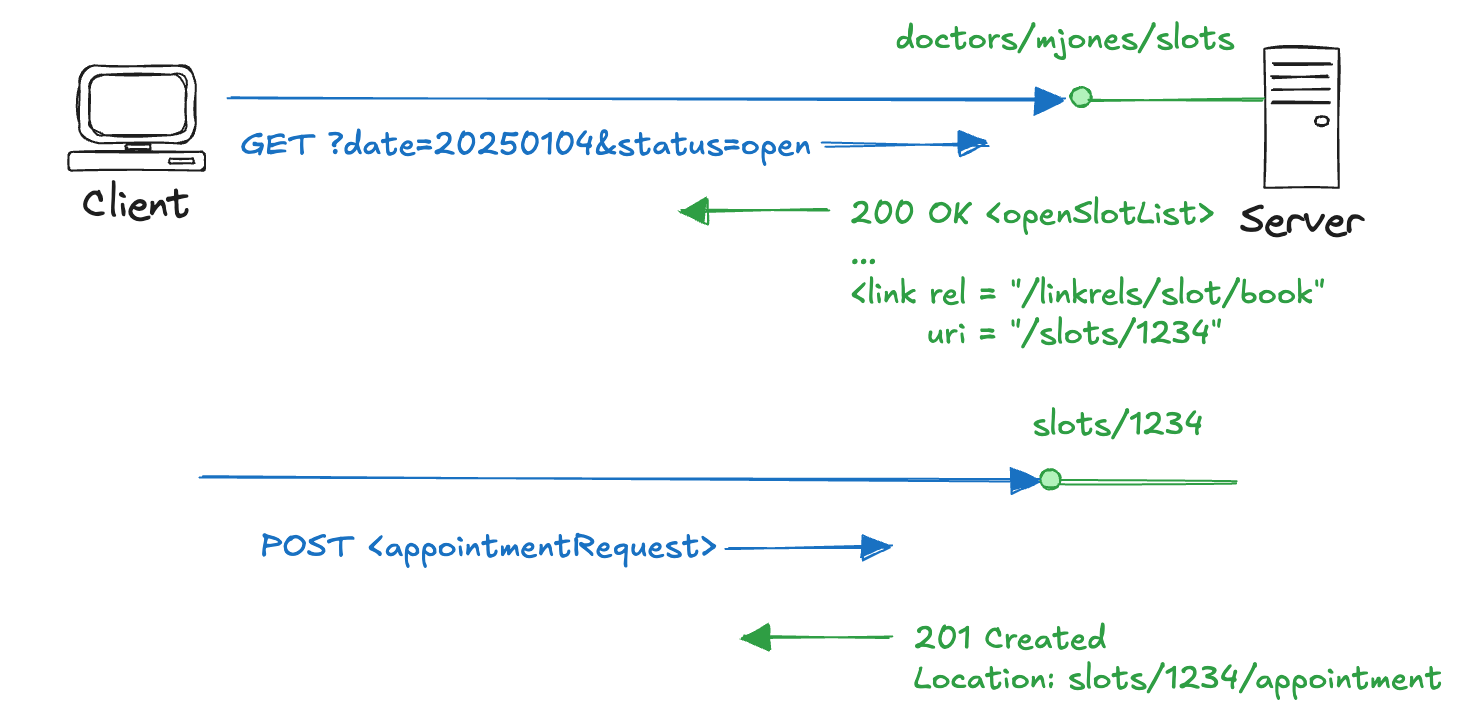 doctors/mjones/slots
GET ?date=20250104&status=open
Client
200 OK <openSlotList>
Server
...
<link rel = "/linkrels/slot/book"
uri = "/slots/1234"
slots/1234
POST <appointmentRequest>
201 Created
Location: slots/1234/appointment